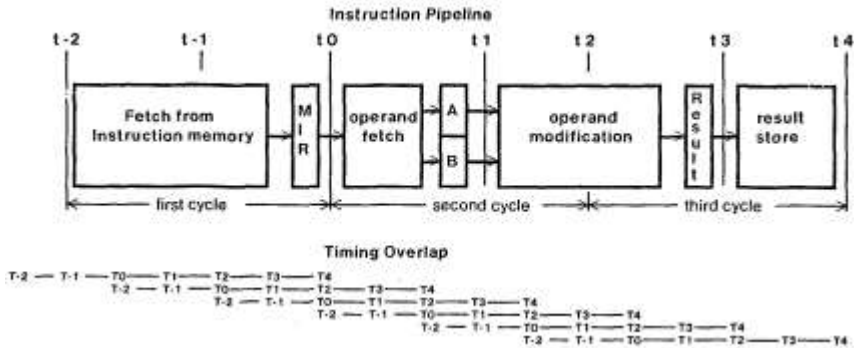 Instruction Pipeline
t-2 t-1 t0 t1 t2 t3 t4
Fetch from
Instruction memory
MIR
operand
fetch
A
B
operand
modification
Result
result
store
first cycle second cycle third cycle
Timing Overlap
T-2 — T-1 — T0 — T1 — T2 — T3 — T4
T-2 — T-1 — T0 — T1 — T2 — T3 — T4
T-2 — T-1 — T0 — T1 — T2 — T3 — T4
T-2 — T-1 — T0 — T1 — T2 — T3 — T4
T-2 — T-1 — T0 — T1 — T2 — T3 — T4
T-2 — T-1 — T0 — T1 — T2 — T3 — T4